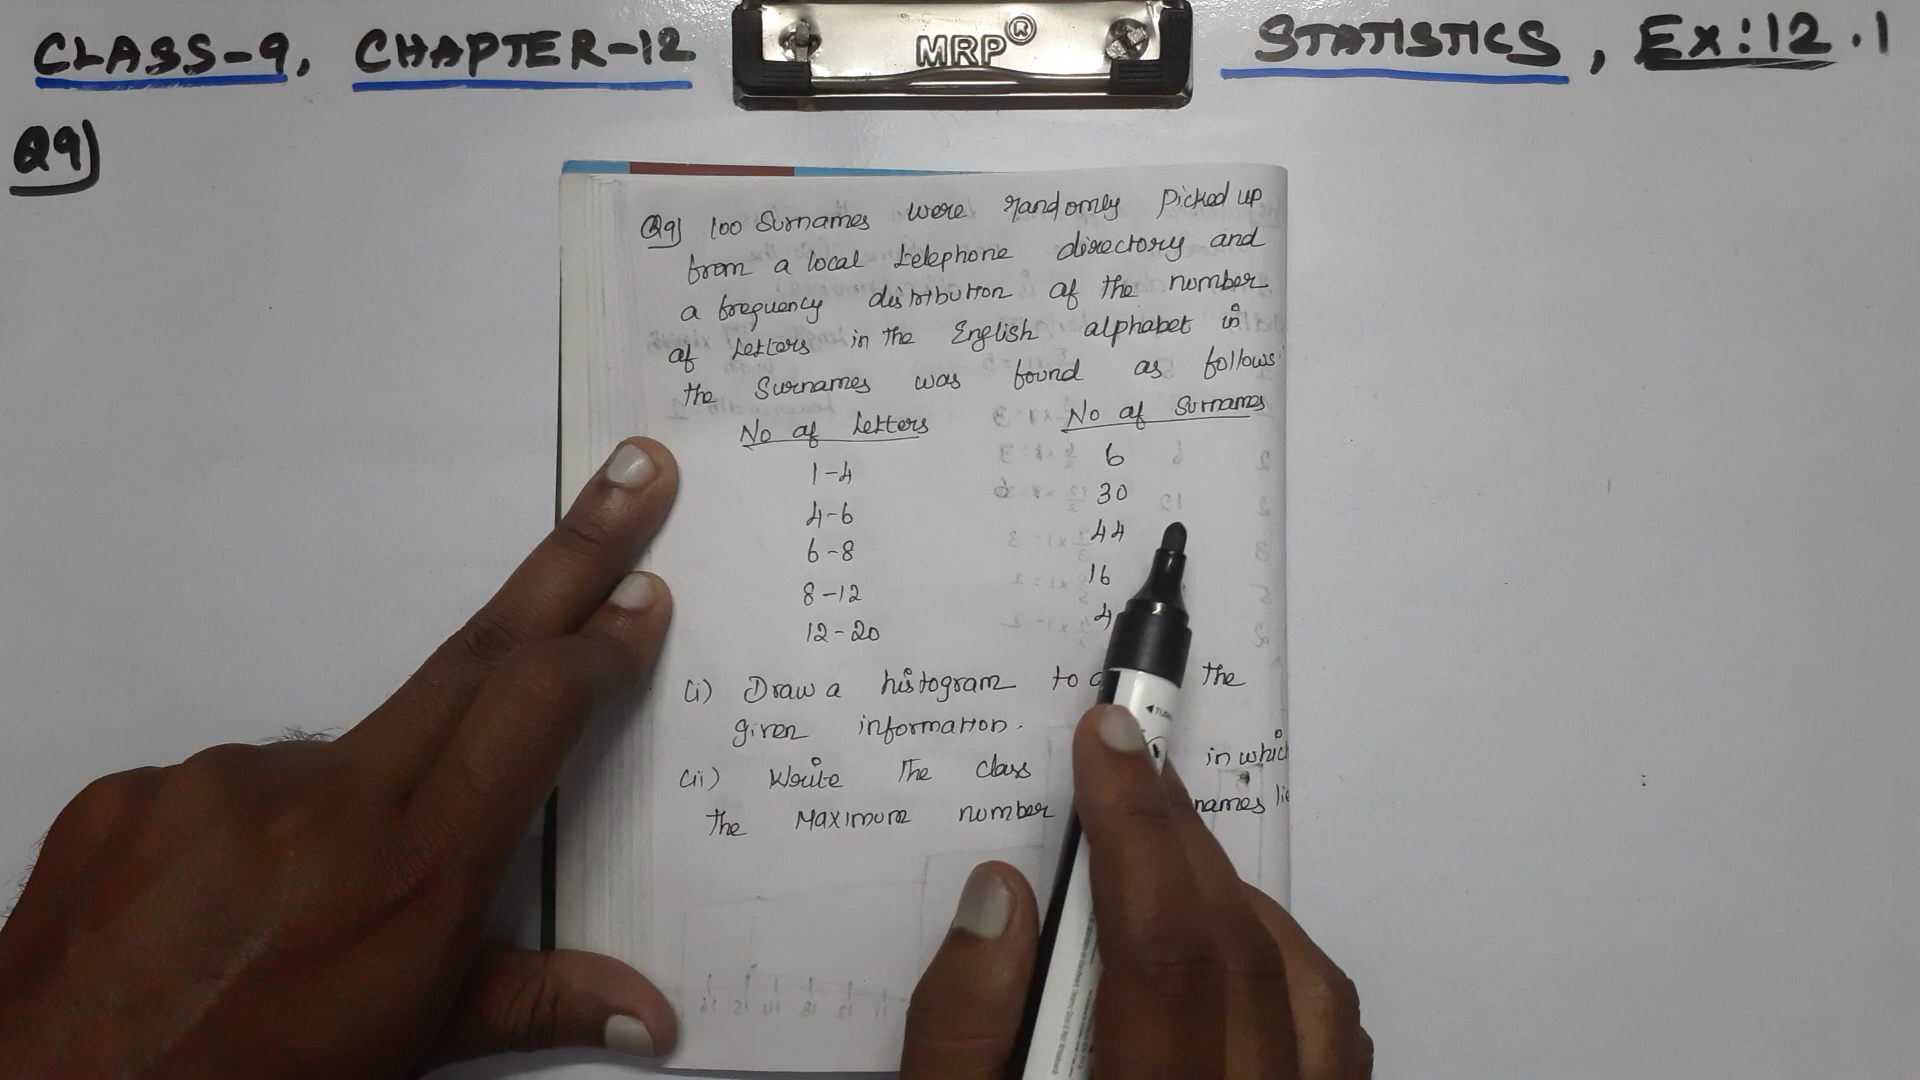 CLASS-9, CHAPTER-12
MRP®
STATISTICS, Ex:12.1
Q9)
Q9) 100 Surnames were randomly Picked up
from a local telephone directory and
a frequency distribution of the number
of Letters in the English alphabet in
the Surnames was found as follows:
No of Letters No of Surnames
1-4 6
4-6 30
6-8 44
8-12 16
12-20 4
(i) Draw a histogram to the
given information.
(ii) Write The class in which
the Maximum number names